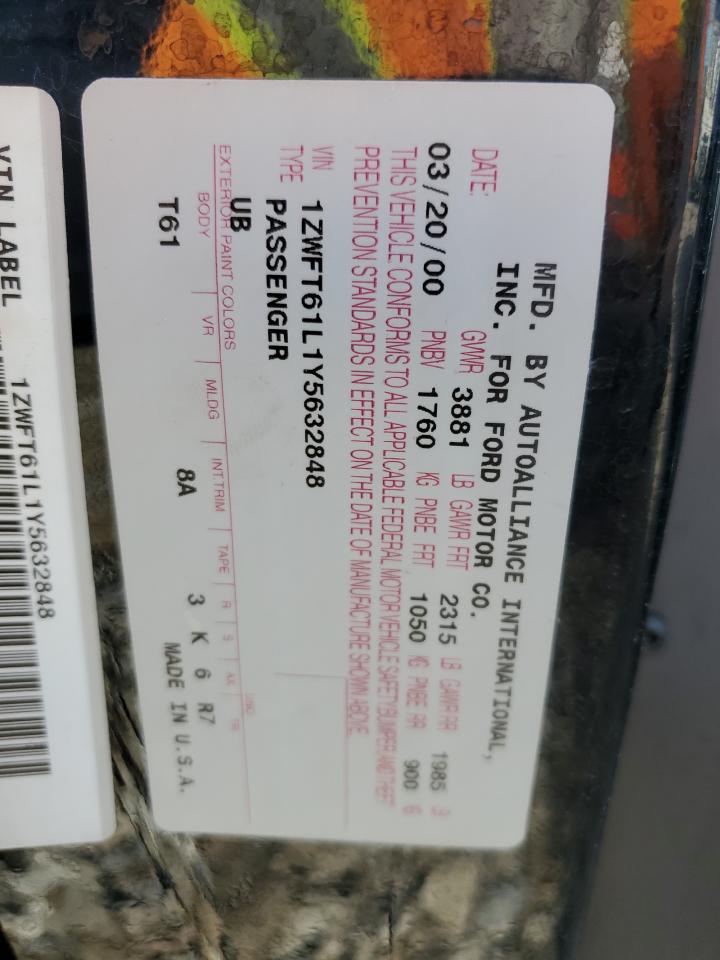 MFD. BY AUTOALLIANCE INTERNATIONAL,
INC. FOR FORD MOTOR CO.
DATE: GVWR 3881 LB GAWR FRT 2315 LB GAWR RR 1985 LB
03/20/00 PNBV 1760 KG PNBE FRT 1050 KG PNBE RR 900 G
THIS VEHICLE CONFORMS TO ALL APPLICABLE FEDERAL MOTOR VEHICLE SAFETY, BUMPER, AND THEFT
PREVENTION STANDARDS IN EFFECT ON THE DATE OF MANUFACTURE SHOWN ABOVE.
VIN 1ZWFT61L1Y5632848
TYPE PASSENGER
UB
EXTERIOR PAINT COLORS DSO
BODY VR MLDG INT.TRIM TAPE R S AX TR
T61 8A 3 K 6 R7
MADE IN U.S.A.
VIN LABEL 1ZWFT61L1Y5632848